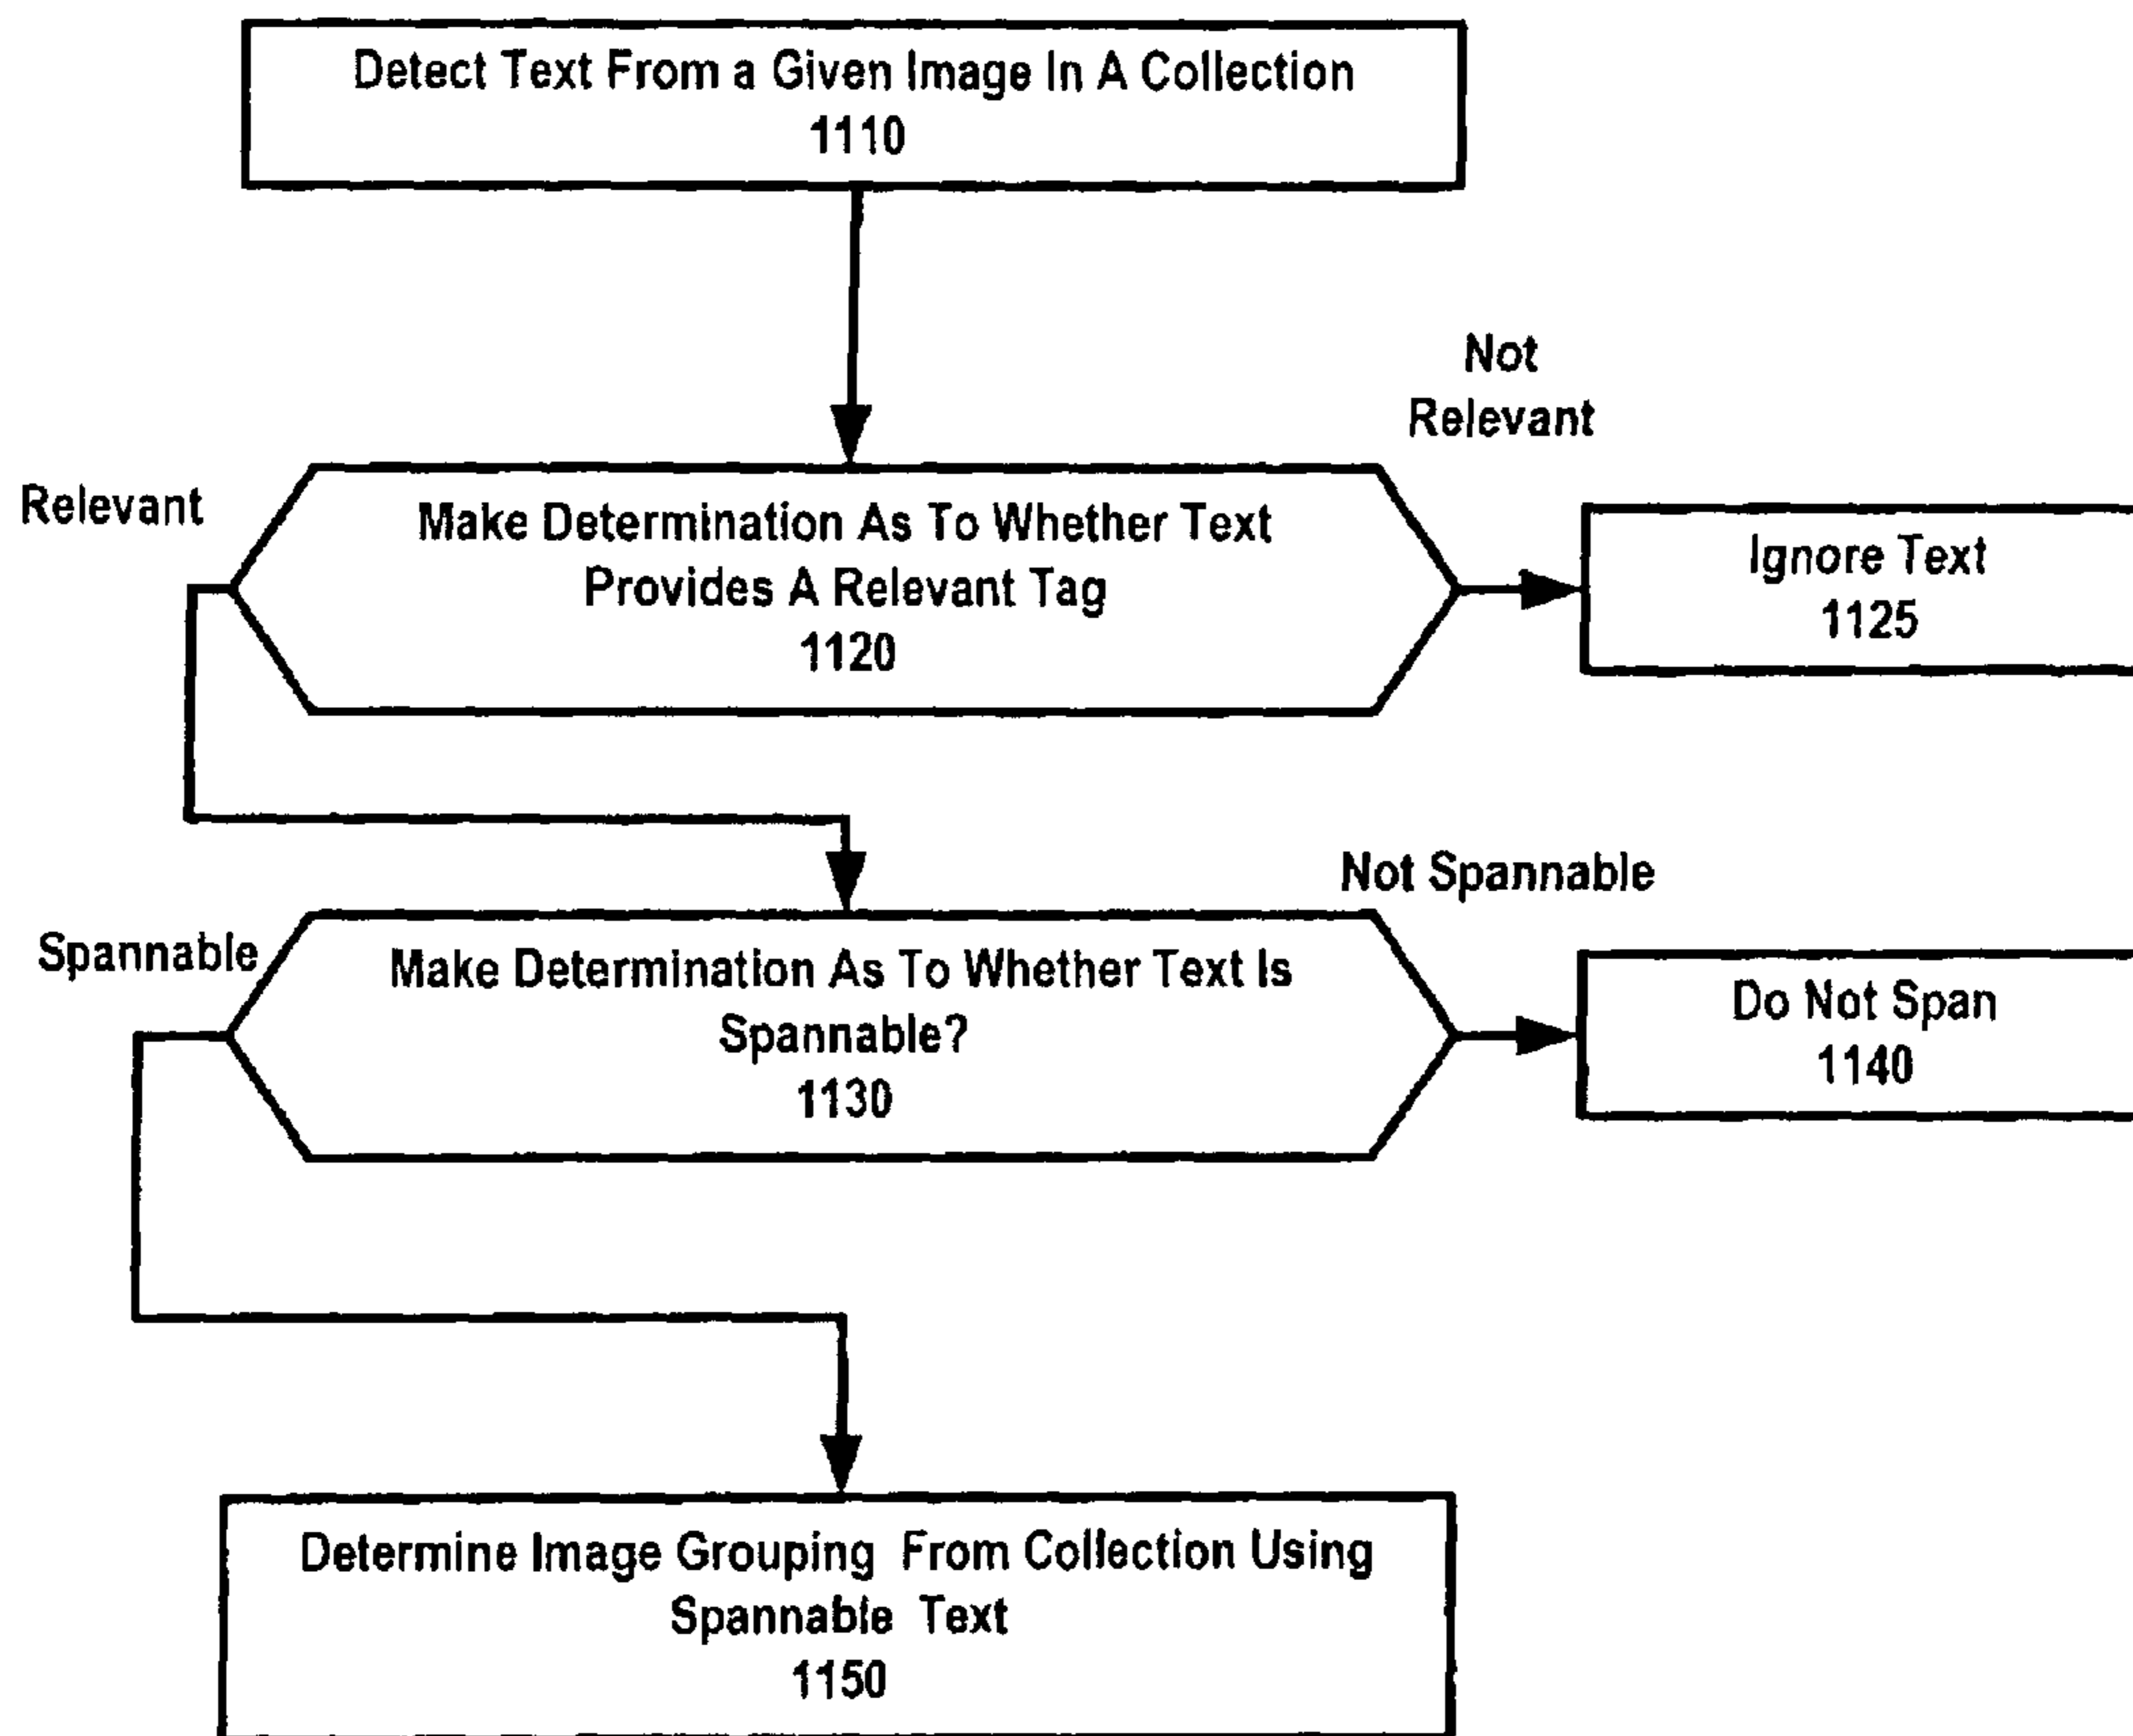 Detect Text From a Given Image In A Collection
1110
Not
Relevant
Relevant
Make Determination As To Whether Text
Provides A Relevant Tag
1120
Ignore Text
1125
Not Spannable
Spannable
Make Determination As To Whether Text Is
Spannable?
1130
Do Not Span
1140
Determine Image Grouping From Collection Using
Spannable Text
1150